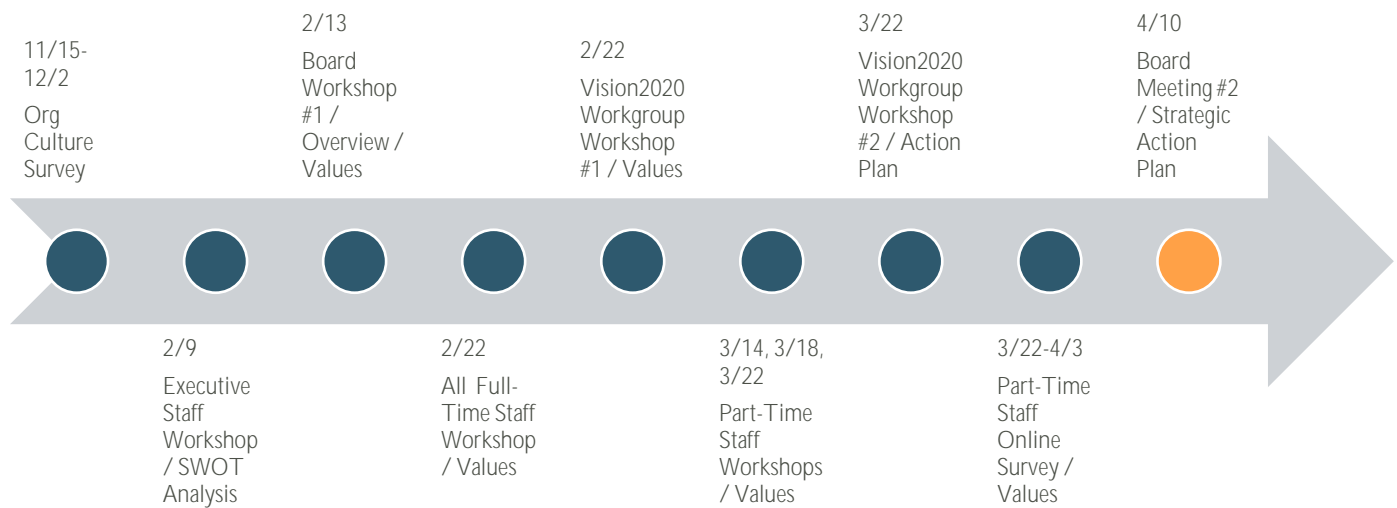 11/15-
12/2
Org
Culture
Survey
2/13
Board
Workshop
#1 /
Overview /
Values
2/22
Vision2020
Workgroup
Workshop
#1 / Values
3/22
Vision2020
Workgroup
Workshop
#2 / Action
Plan
4/10
Board
Meeting #2
/ Strategic
Action
Plan
2/9
Executive
Staff
Workshop
/ SWOT
Analysis
2/22
All Full-
Time Staff
Workshop
/ Values
3/14, 3/18,
3/22
Part-Time
Staff
Workshops
/ Values
3/22-4/3
Part-Time
Staff
Online
Survey /
Values